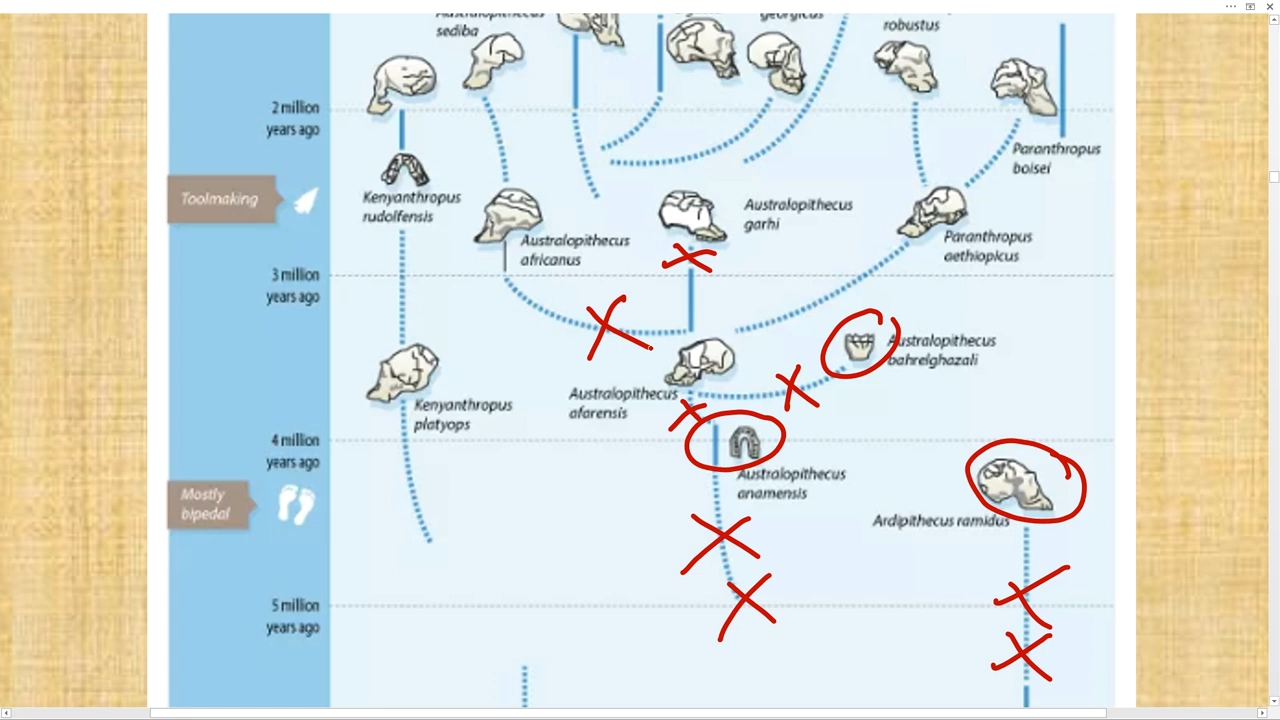 Australopithecus
sediba
georgicus
robustus
2 million
years ago
Paranthropus
boisei
Toolmaking
Kenyanthropus
rudolfensis
Australopithecus
garhi
Australopithecus
africanus
Paranthropus
aethiopicus
3 million
years ago
Australopithecus
bahrelghazali
Australopithecus
afarensis
Kenyanthropus
platyops
4 million
years ago
Australopithecus
anamensis
Mostly
bipedal
Ardipithecus ramidus
5 million
years ago